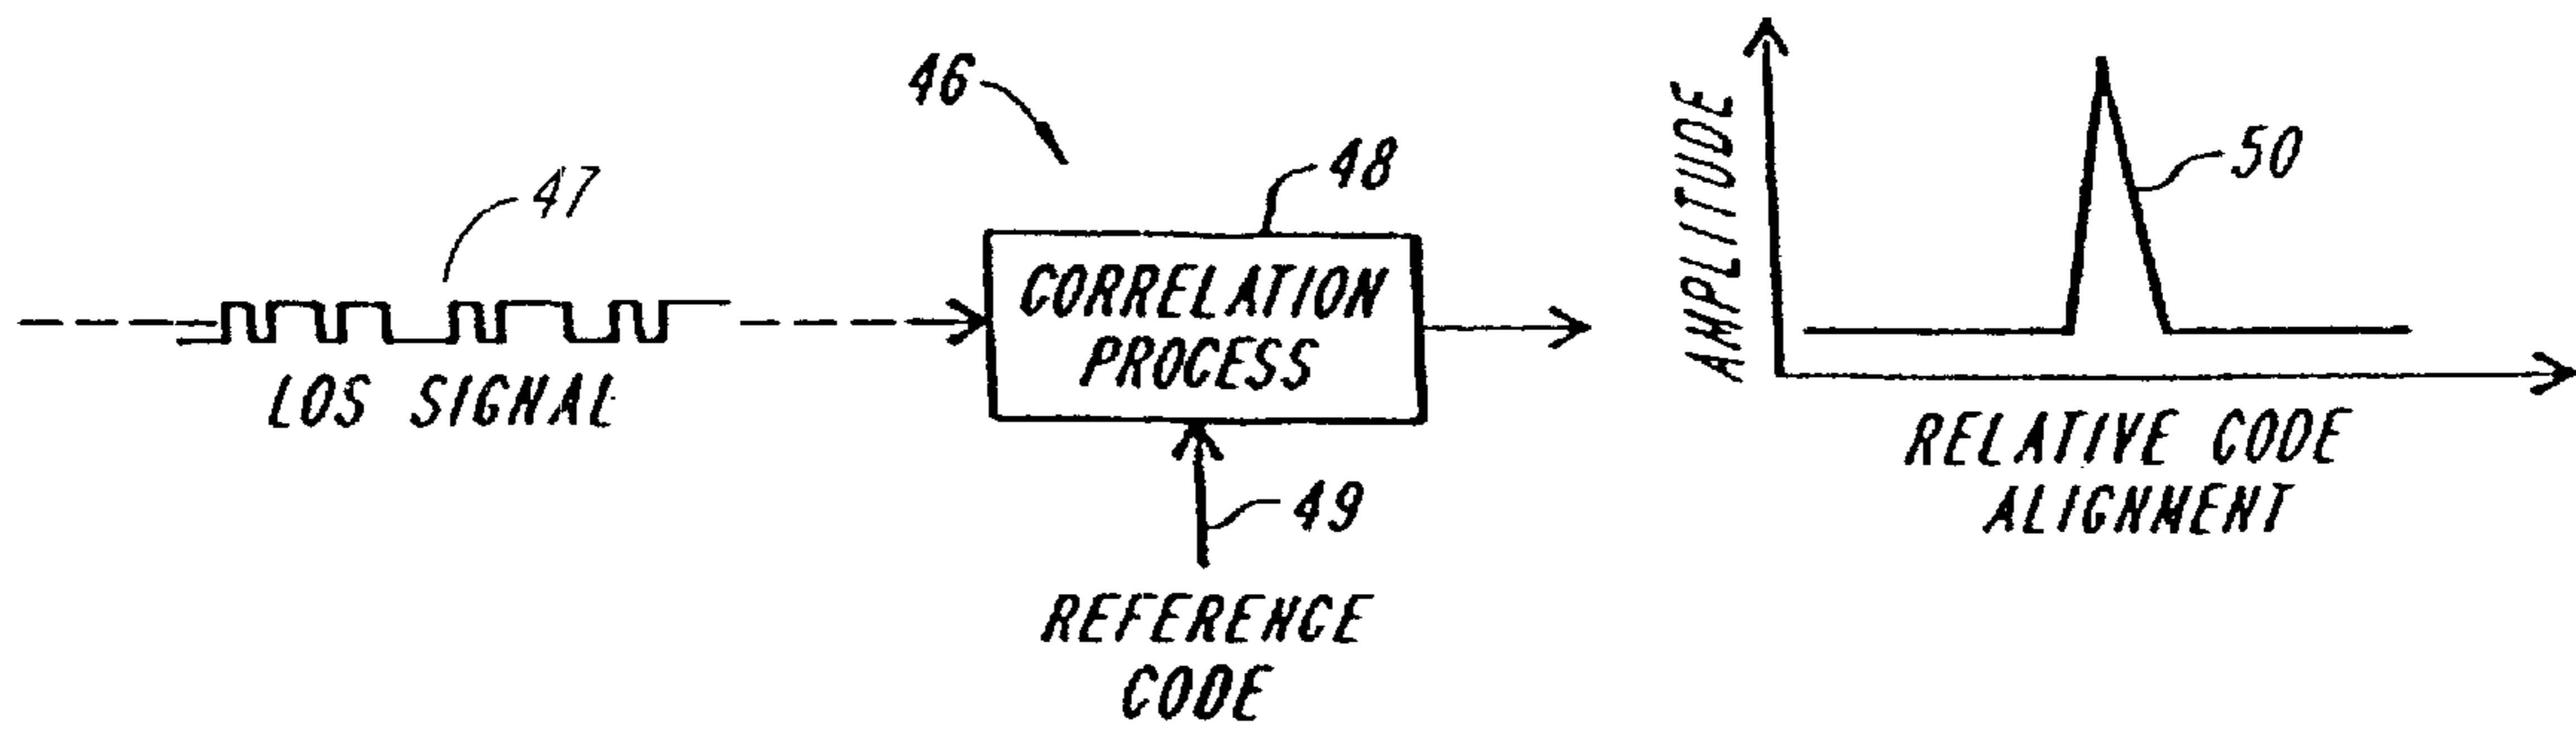 46
47
LOS SIGNAL
48
CORRELATION
PROCESS
49
REFERENCE
CODE
AMPLITUDE
50
RELATIVE CODE
ALIGNMENT